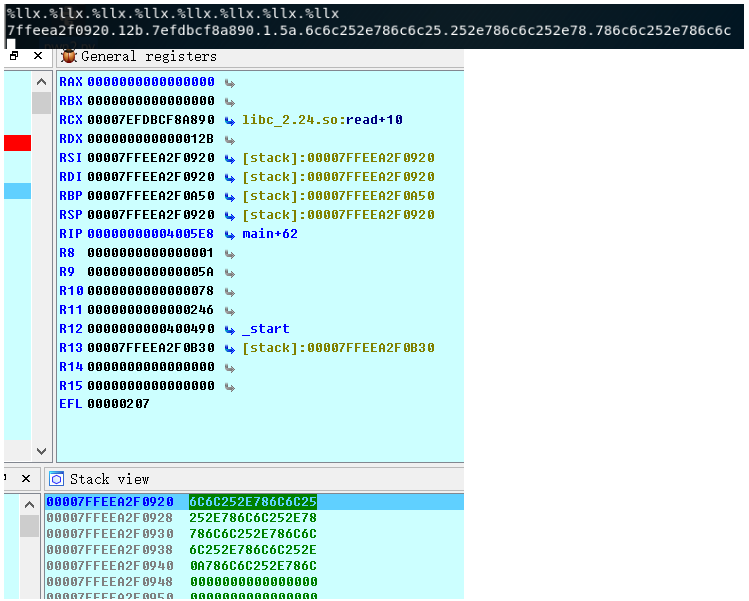 %llx.%llx.%llx.%llx.%llx.%llx.%llx.%llx
7ffeea2f0920.12b.7efdbcf8a890.1.5a.6c6c252e786c6c25.252e786c6c252e78.786c6c252e786c6c
General registers
RAX 0000000000000000
RBX 0000000000000000
RCX 00007EFDBCF8A890 libc_2.24.so:read+10
RDX 000000000000012B
RSI 00007FFEEA2F0920 [stack]:00007FFEEA2F0920
RDI 00007FFEEA2F0920 [stack]:00007FFEEA2F0920
RBP 00007FFEEA2F0A50 [stack]:00007FFEEA2F0A50
RSP 00007FFEEA2F0920 [stack]:00007FFEEA2F0920
RIP 00000000004005E8 main+62
R8 0000000000000001
R9 000000000000005A
R10 0000000000000078
R11 0000000000000246
R12 0000000000400490 _start
R13 00007FFEEA2F0B30 [stack]:00007FFEEA2F0B30
R14 0000000000000000
R15 0000000000000000
EFL 00000207
Stack view
00007FFEEA2F0920 6C6C252E786C6C25
00007FFEEA2F0928 252E786C6C252E78
00007FFEEA2F0930 786C6C252E786C6C
00007FFEEA2F0938 6C252E786C6C252E
00007FFEEA2F0940 0A786C6C252E786C
00007FFEEA2F0948 0000000000000000
00007FFEEA2F0950 0000000000000000